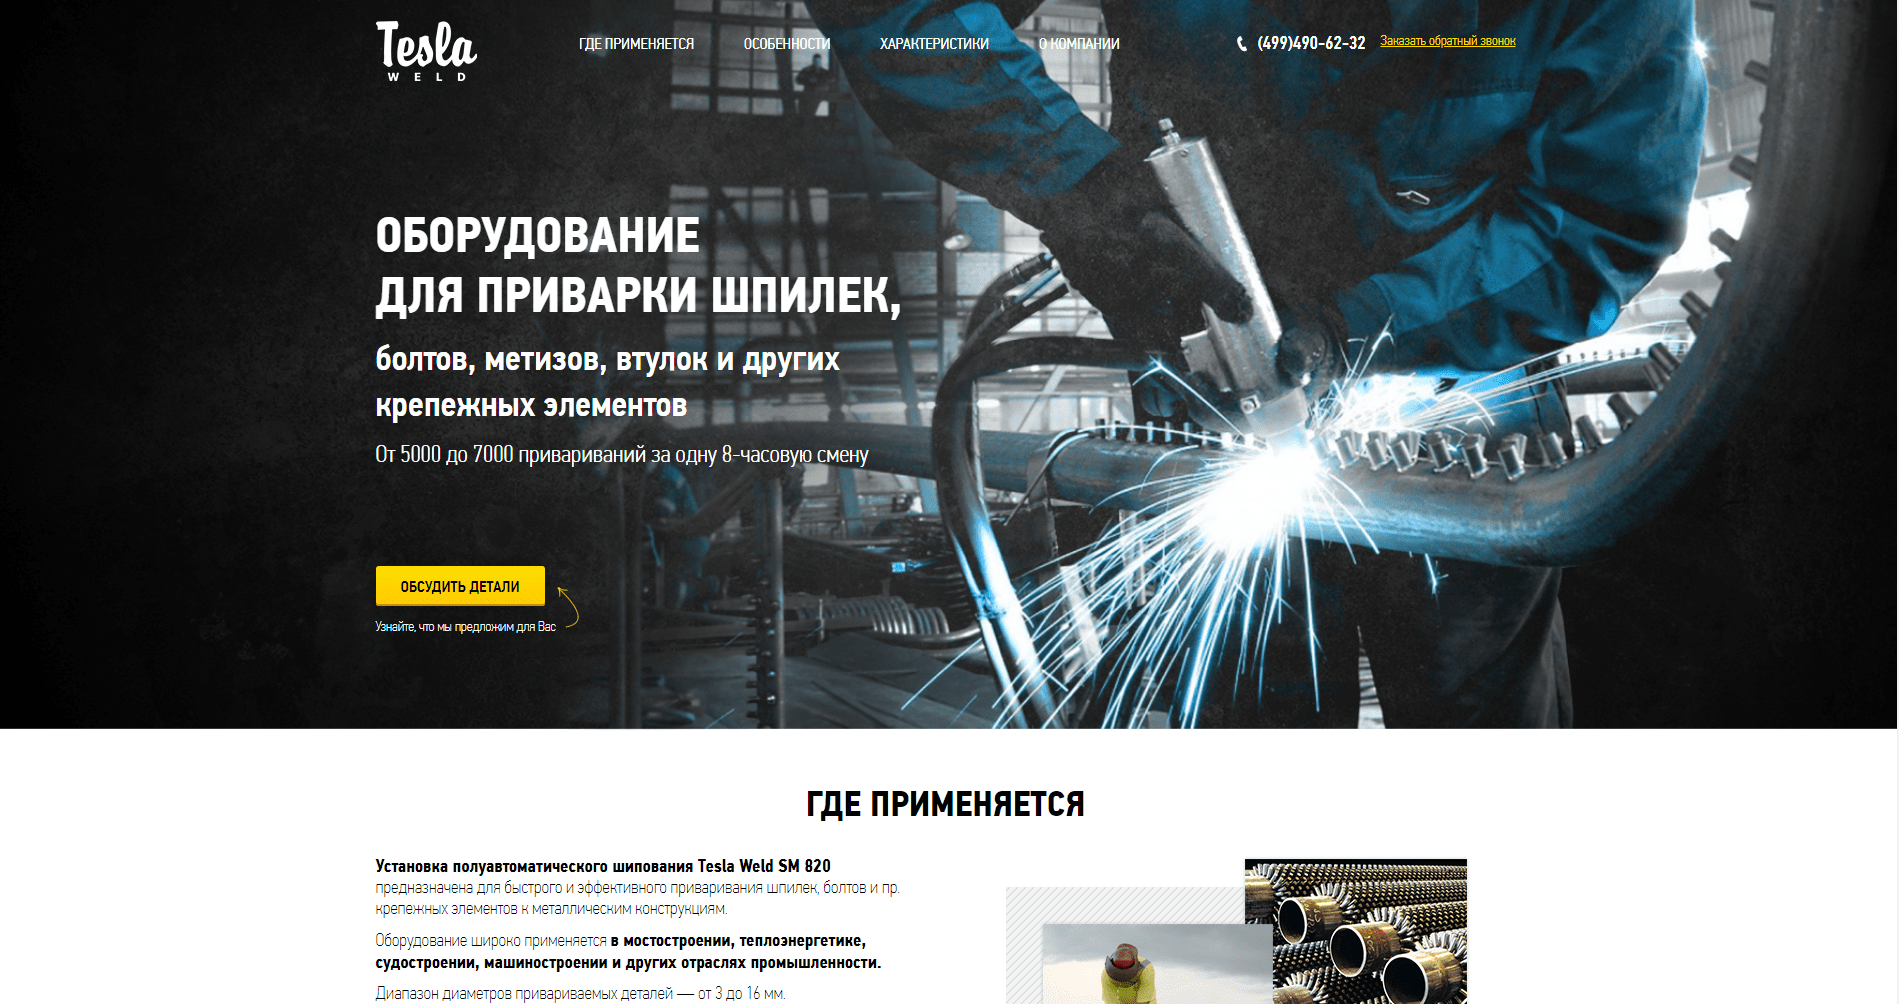 Tesla
WELD
ГДЕ ПРИМЕНЯЕТСЯ
ОСОБЕННОСТИ
ХАРАКТЕРИСТИКИ
О КОМПАНИИ
(499)490-62-32
Заказать обратный звонок
ОБОРУДОВАНИЕ
ДЛЯ ПРИВАРКИ ШПИЛЕК,
болтов, метизов, втулок и других
крепежных элементов
От 5000 до 7000 привариваний за одну 8-часовую смену
ОБСУДИТЬ ДЕТАЛИ
Узнайте, что мы предложим для Вас
ГДЕ ПРИМЕНЯЕТСЯ
Установка полуавтоматического шипования Tesla Weld SM 820
предназначена для быстрого и эффективного приваривания шпилек, болтов и пр.
крепежных элементов к металлическим конструкциям.
Оборудование широко применяется в мостостроении, теплоэнергетике,
судостроении, машиностроении и других отраслях промышленности.
Диапазон диаметров привариваемых деталей — от 3 до 16 мм.